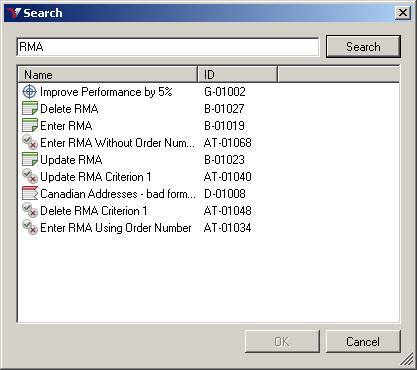 Search
RMA
Search
Name ID
Improve Performance by 5% G-01002
Delete RMA B-01027
Enter RMA B-01019
Enter RMA Without Order Num... AT-01068
Update RMA B-01023
Update RMA Criterion 1 AT-01040
Canadian Addresses - bad form... D-01008
Delete RMA Criterion 1 AT-01048
Enter RMA Using Order Number AT-01034
OK Cancel